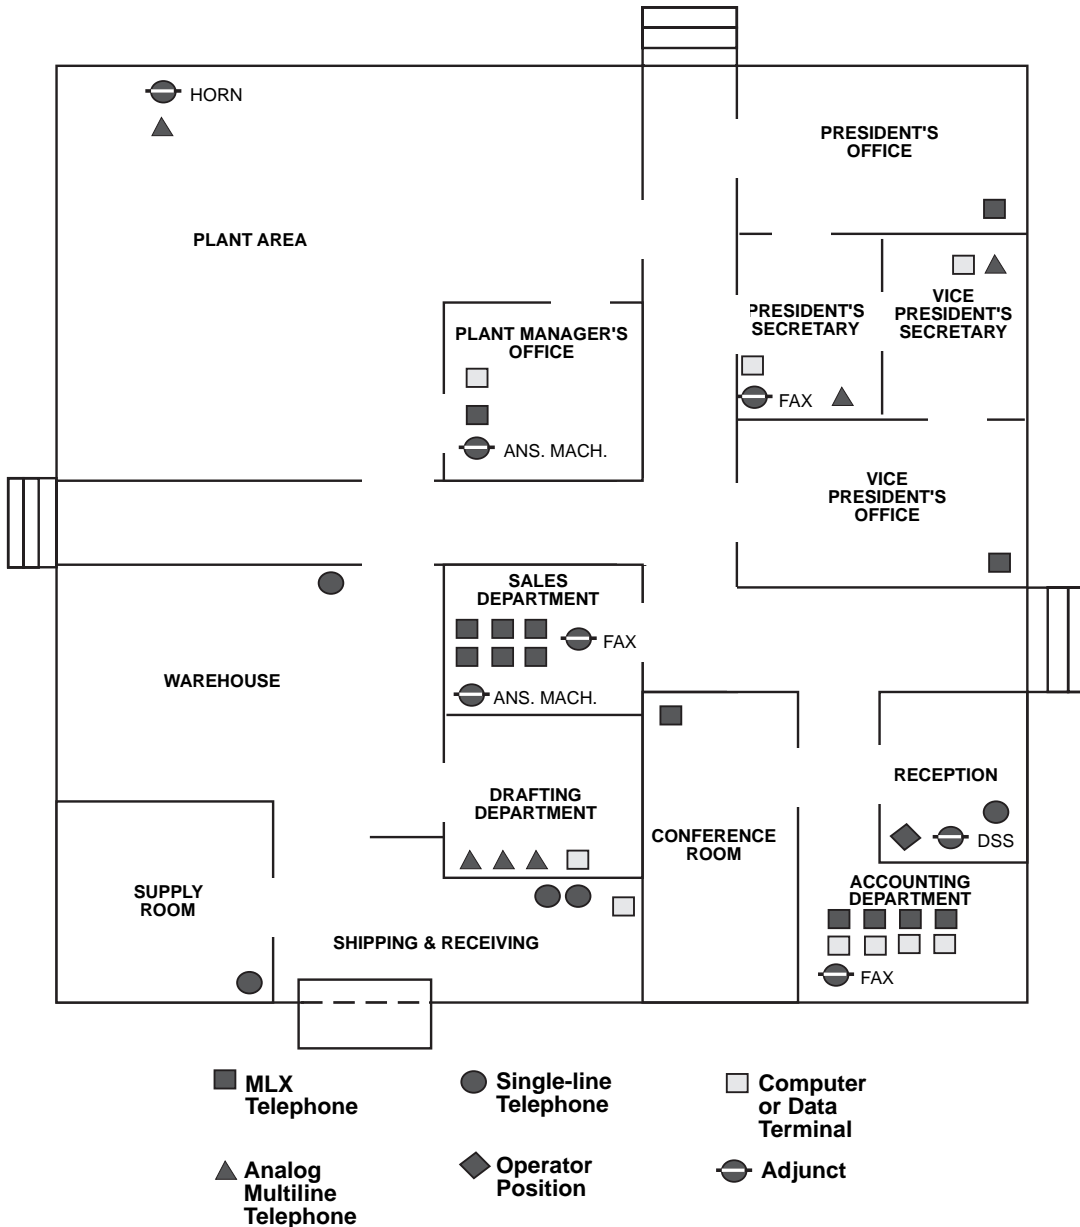 HORN
PRESIDENT'S
OFFICE
PLANT AREA
PLANT MANAGER'S
OFFICE
ANS. MACH.
PRESIDENT'S
SECRETARY
FAX
VICE
PRESIDENT'S
SECRETARY
VICE
PRESIDENT'S
OFFICE
SALES
DEPARTMENT
FAX
ANS. MACH.
WAREHOUSE
DRAFTING
DEPARTMENT
CONFERENCE
ROOM
RECEPTION
DSS
SUPPLY
ROOM
SHIPPING & RECEIVING
ACCOUNTING
DEPARTMENT
FAX
MLX
Telephone
Single-line
Telephone
Computer
or Data
Terminal
Analog
Multiline
Telephone
Operator
Position
Adjunct